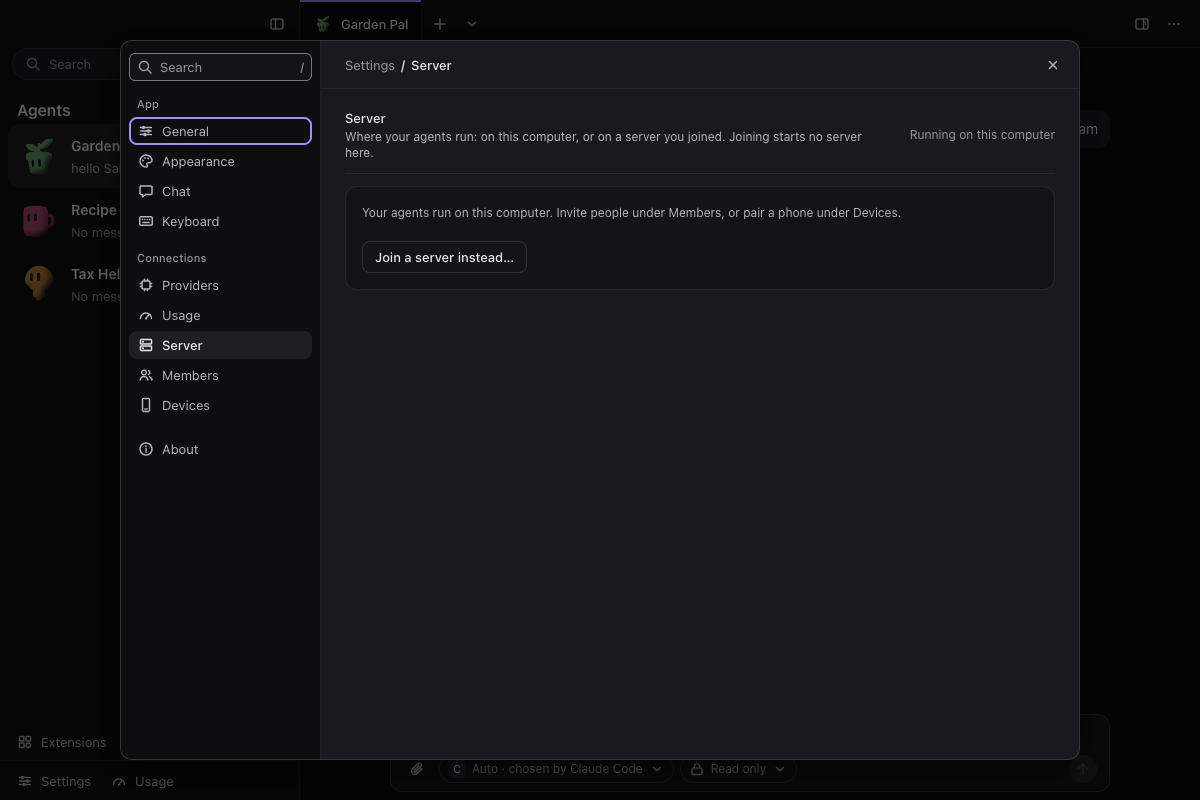 Garden Pal
Search
Agents
Garden
hello Sa
Recipe
No mess
Tax Hel
No mess
Extensions
Settings
Usage
Search /
App
General
Appearance
Chat
Keyboard
Connections
Providers
Usage
Server
Members
Devices
About
Settings / Server
Server
Where your agents run: on this computer, or on a server you joined. Joining starts no server
here.
Running on this computer
Your agents run on this computer. Invite people under Members, or pair a phone under Devices.
Join a server instead...
am
C Auto · chosen by Claude Code
Read only